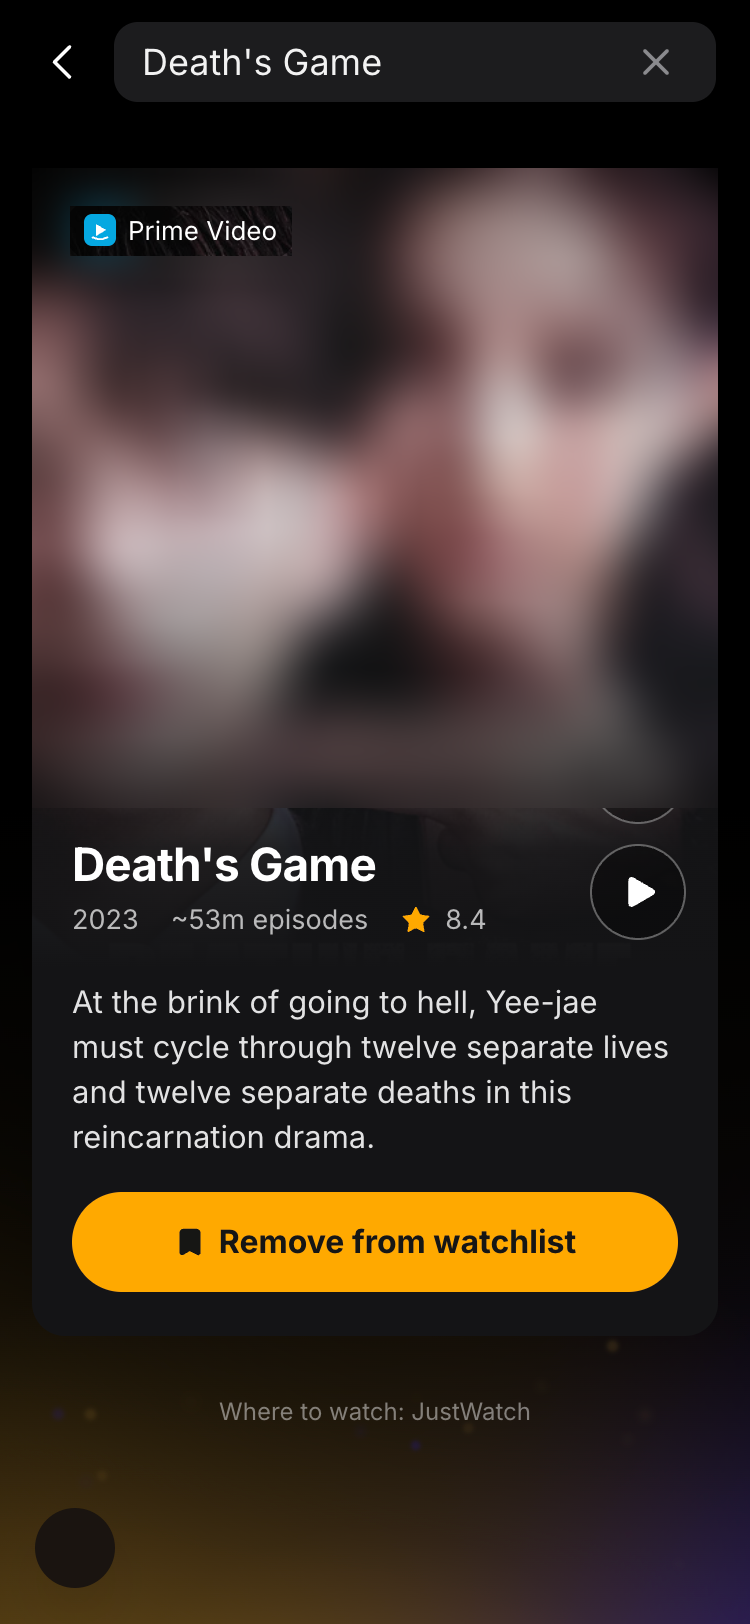 Death's Game
Prime Video
Death's Game
2023 ~53m episodes 8.4
At the brink of going to hell, Yee-jae
must cycle through twelve separate lives
and twelve separate deaths in this
reincarnation drama.
Remove from watchlist
Where to watch: JustWatch